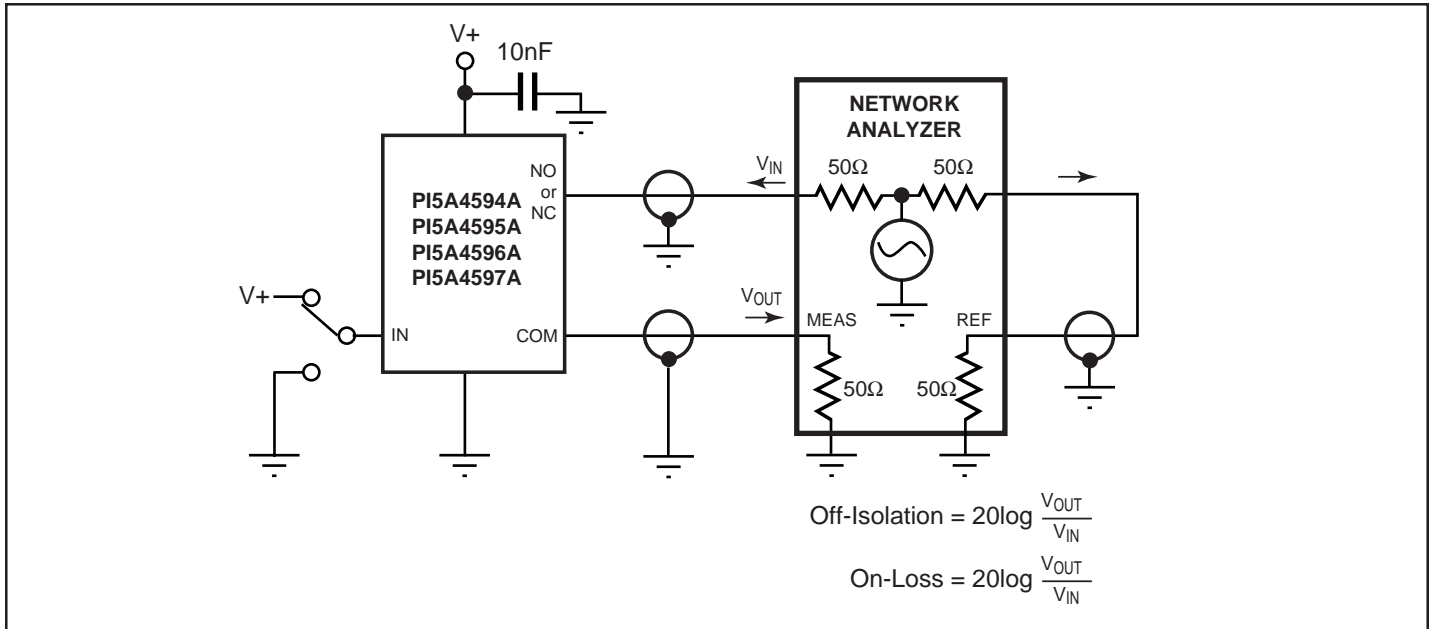 V+
10nF
NETWORK
ANALYZER
NO
or
NC
VIN
50Ω
50Ω
PI5A4594A
PI5A4595A
PI5A4596A
PI5A4597A
V+
IN
COM
VOUT
MEAS
REF
50Ω
50Ω
Off-Isolation = 20log VOUT/VIN
On-Loss = 20log VOUT/VIN